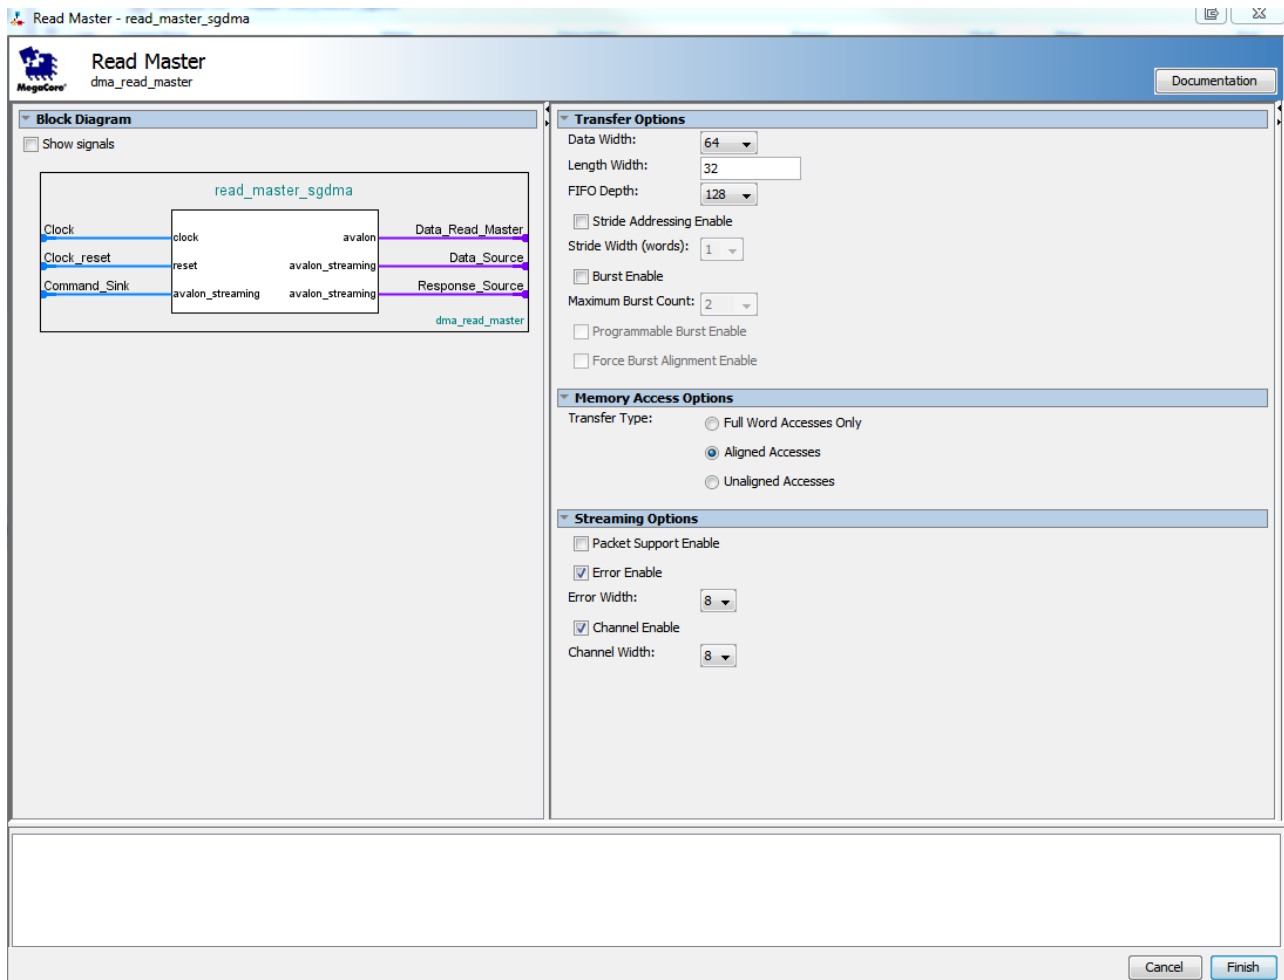 Read Master - read_master_sgdma
Read Master
dma_read_master
MegaCore®
Documentation
Block Diagram
Show signals
read_master_sgdma
Clock
clock
avalon
Data_Read_Master
Clock_reset
reset
avalon_streaming
Data_Source
Command_Sink
avalon_streaming
avalon_streaming
Response_Source
dma_read_master
Transfer Options
Data Width: 64
Length Width: 32
FIFO Depth: 128
Stride Addressing Enable
Stride Width (words): 1
Burst Enable
Maximum Burst Count: 2
Programmable Burst Enable
Force Burst Alignment Enable
Memory Access Options
Transfer Type:
Full Word Accesses Only
Aligned Accesses
Unaligned Accesses
Streaming Options
Packet Support Enable
Error Enable
Error Width: 8
Channel Enable
Channel Width: 8
Cancel
Finish